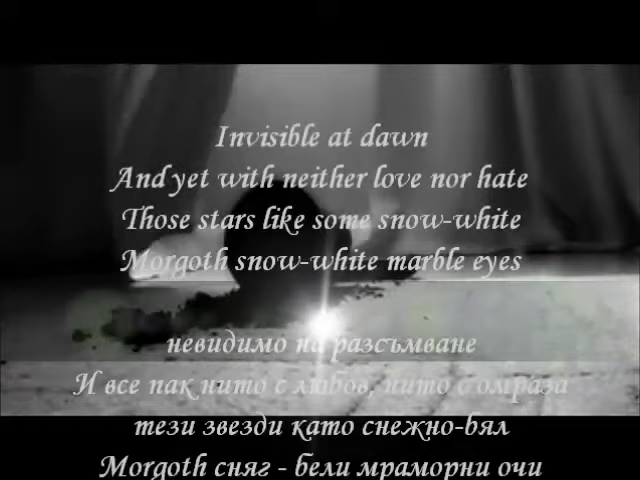 Invisible at dawn
And yet with neither love nor hate
Those stars like some snow-white
Morgoth snow-white marble eyes
невидимо на разсъмване
И все пак нито с любов, нито с омраза
тези звезди като снежно-бял
Morgoth сняг - бели мраморни очи